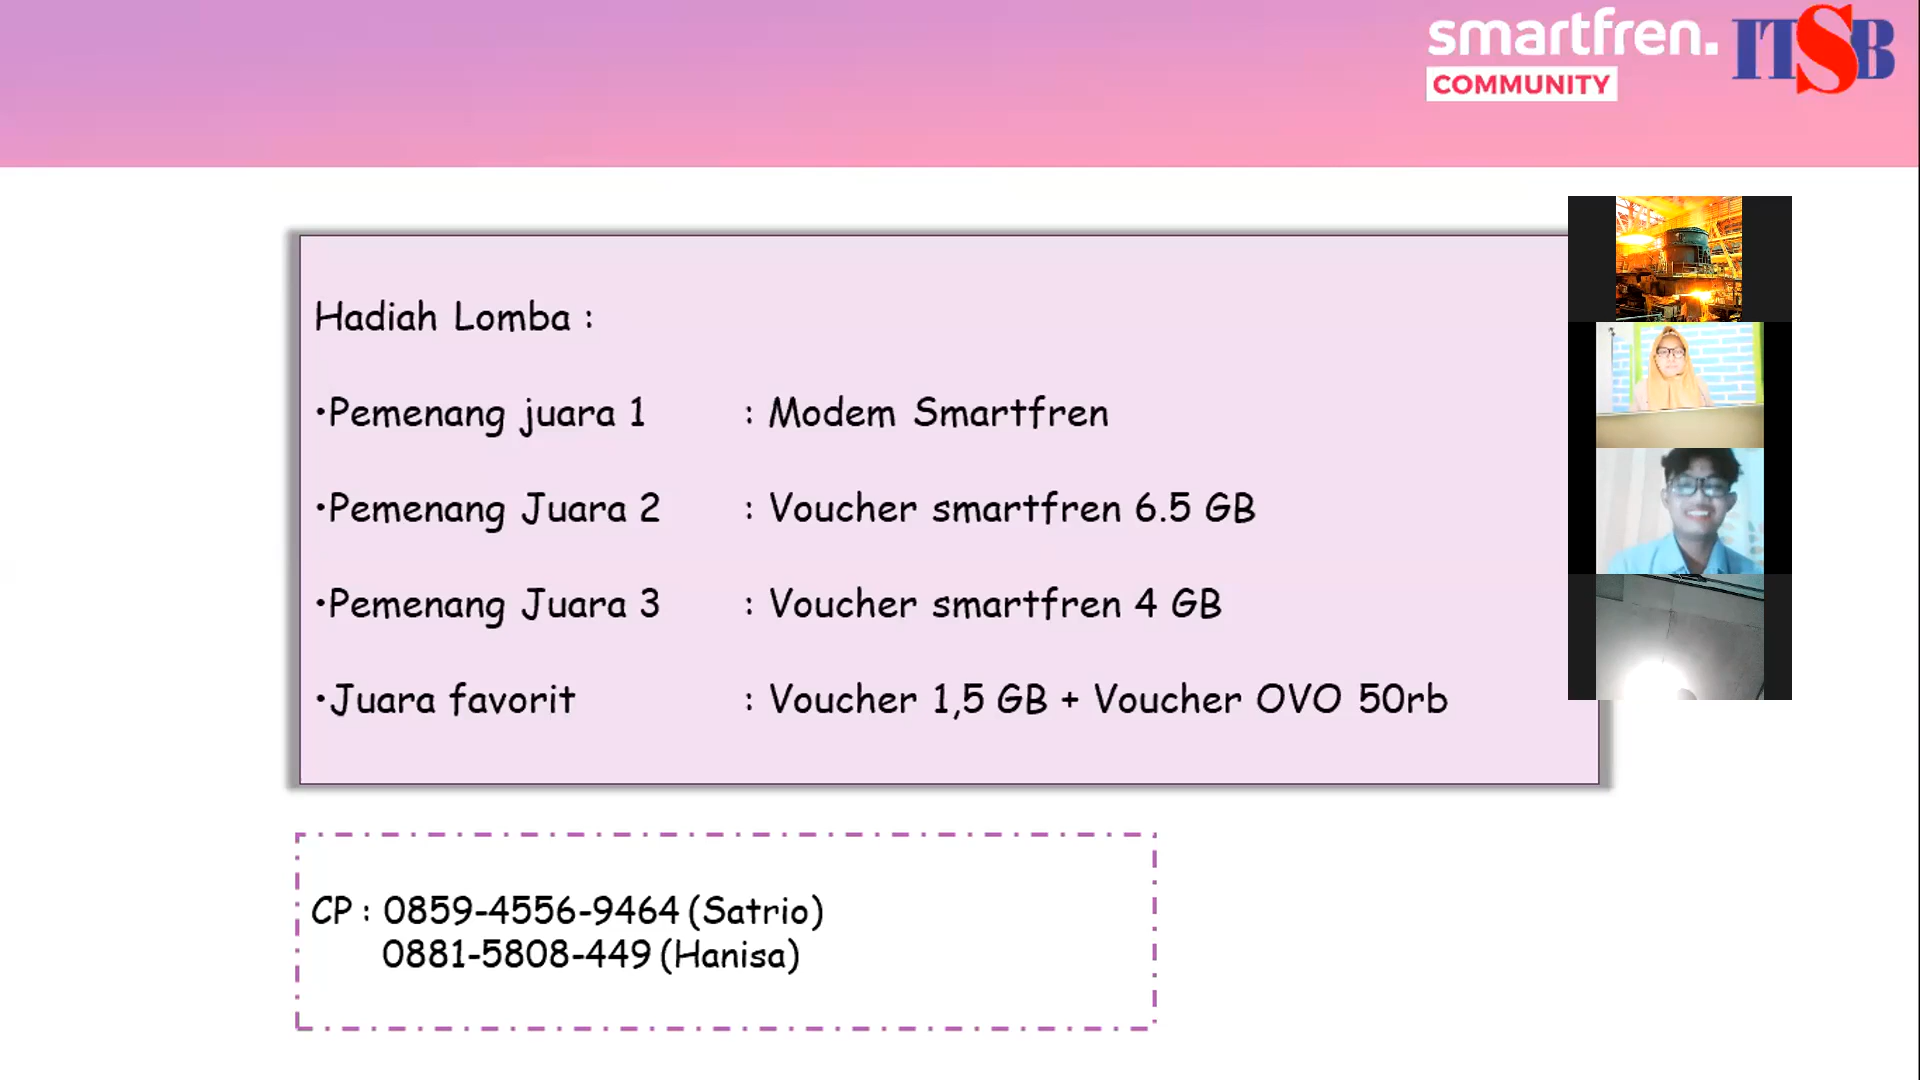 smartfren.
COMMUNITY
ITSB
Hadiah Lomba :
•Pemenang juara 1 : Modem Smartfren
•Pemenang Juara 2 : Voucher smartfren 6.5 GB
•Pemenang Juara 3 : Voucher smartfren 4 GB
•Juara favorit : Voucher 1,5 GB + Voucher OVO 50rb
CP : 0859-4556-9464 (Satrio)
0881-5808-449 (Hanisa)